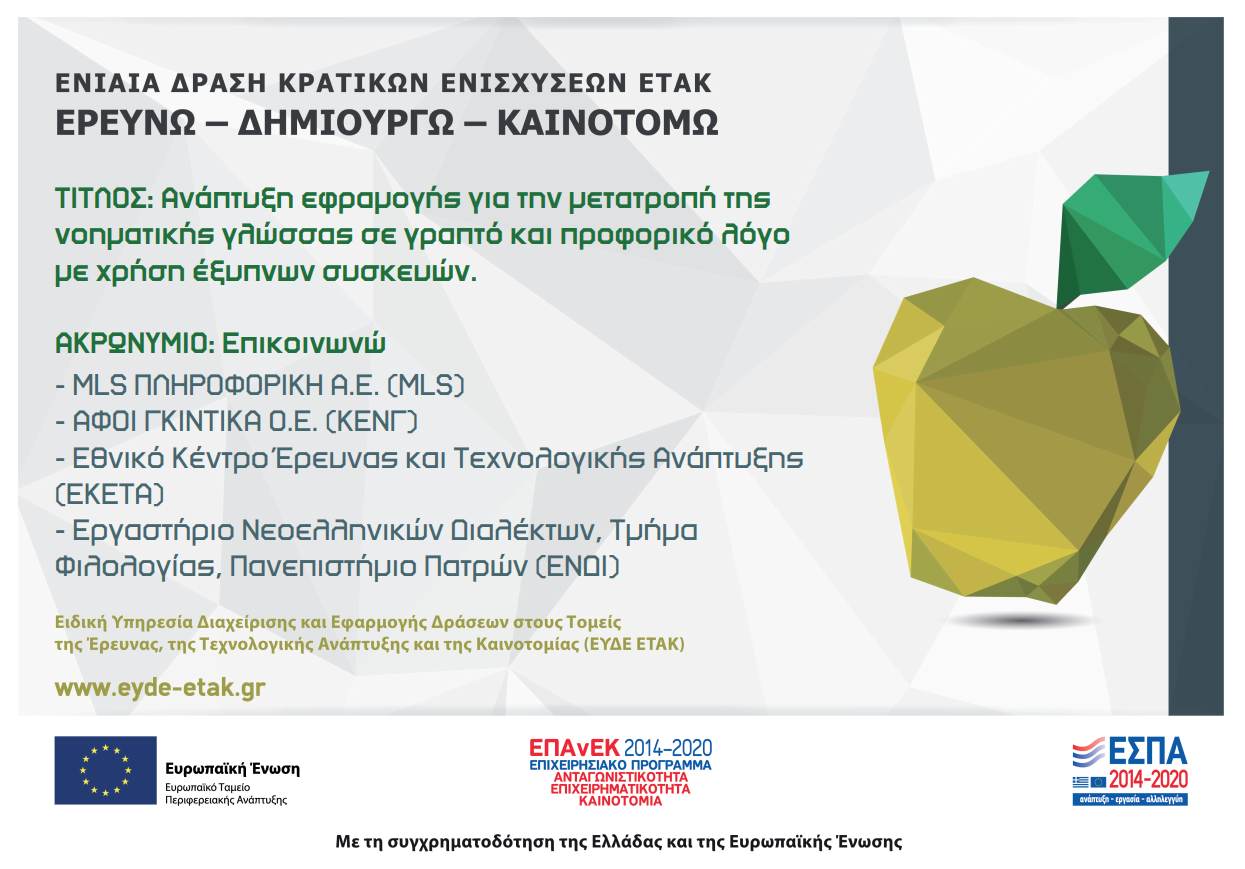 ΕΝΙΑΙΑ ΔΡΑΣΗ ΚΡΑΤΙΚΩΝ ΕΝΙΣΧΥΣΕΩΝ ΕΤΑΚ
ΕΡΕΥΝΩ – ΔΗΜΙΟΥΡΓΩ – ΚΑΙΝΟΤΟΜΩ
ΤΙΤΛΟΣ: Ανάπτυξη εφραμογής για την μετατροπή της
νοηματικής γλώσσας σε γραπτό και προφορικό λόγο
με χρήση έξυπνων συσκευών.
ΑΚΡΩΝΥΜΙΟ: Επικοινωνώ
- MLS ΠΛΗΡΟΦΟΡΙΚΗ Α.Ε. (MLS)
- ΑΦΟΙ ΓΚΙΝΤΙΚΑ Ο.Ε. (ΚΕΝΓ)
- Εθνικό Κέντρο Έρευνας και Τεχνολογικής Ανάπτυξης
(ΕΚΕΤΑ)
- Εργαστήριο Νεοελληνικών Διαλέκτων, Τμήμα
Φιλολογίας, Πανεπιστήμιο Πατρών (ΕΝΔΙ)
Ειδική Υπηρεσία Διαχείρισης και Εφαρμογής Δράσεων στους Τομείς
της Έρευνας, της Τεχνολογικής Ανάπτυξης και της Καινοτομίας (ΕΥΔΕ ΕΤΑΚ)
www.eyde-etak.gr
Ευρωπαϊκή Ένωση
Ευρωπαϊκό Ταμείο
Περιφερειακής Ανάπτυξης
ΕΠΑνΕΚ 2014–2020
ΕΠΙΧΕΙΡΗΣΙΑΚΟ ΠΡΟΓΡΑΜΜΑ
ΑΝΤΑΓΩΝΙΣΤΙΚΟΤΗΤΑ
ΕΠΙΧΕΙΡΗΜΑΤΙΚΟΤΗΤΑ
ΚΑΙΝΟΤΟΜΙΑ
ΕΣΠΑ
2014-2020
ανάπτυξη - εργασία - αλληλεγγύη
Με τη συγχρηματοδότηση της Ελλάδας και της Ευρωπαϊκής Ένωσης